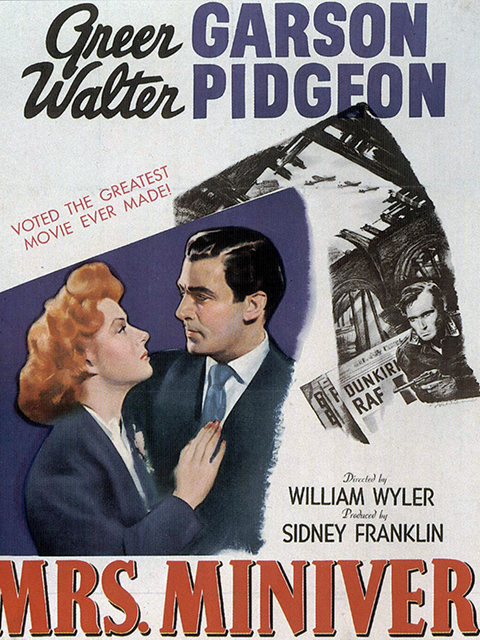 Greer GARSON
Walter PIDGEON
VOTED THE GREATEST
MOVIE EVER MADE!
DUNKIRK
RAF
Directed by
WILLIAM WYLER
Produced by
SIDNEY FRANKLIN
MRS. MINIVER